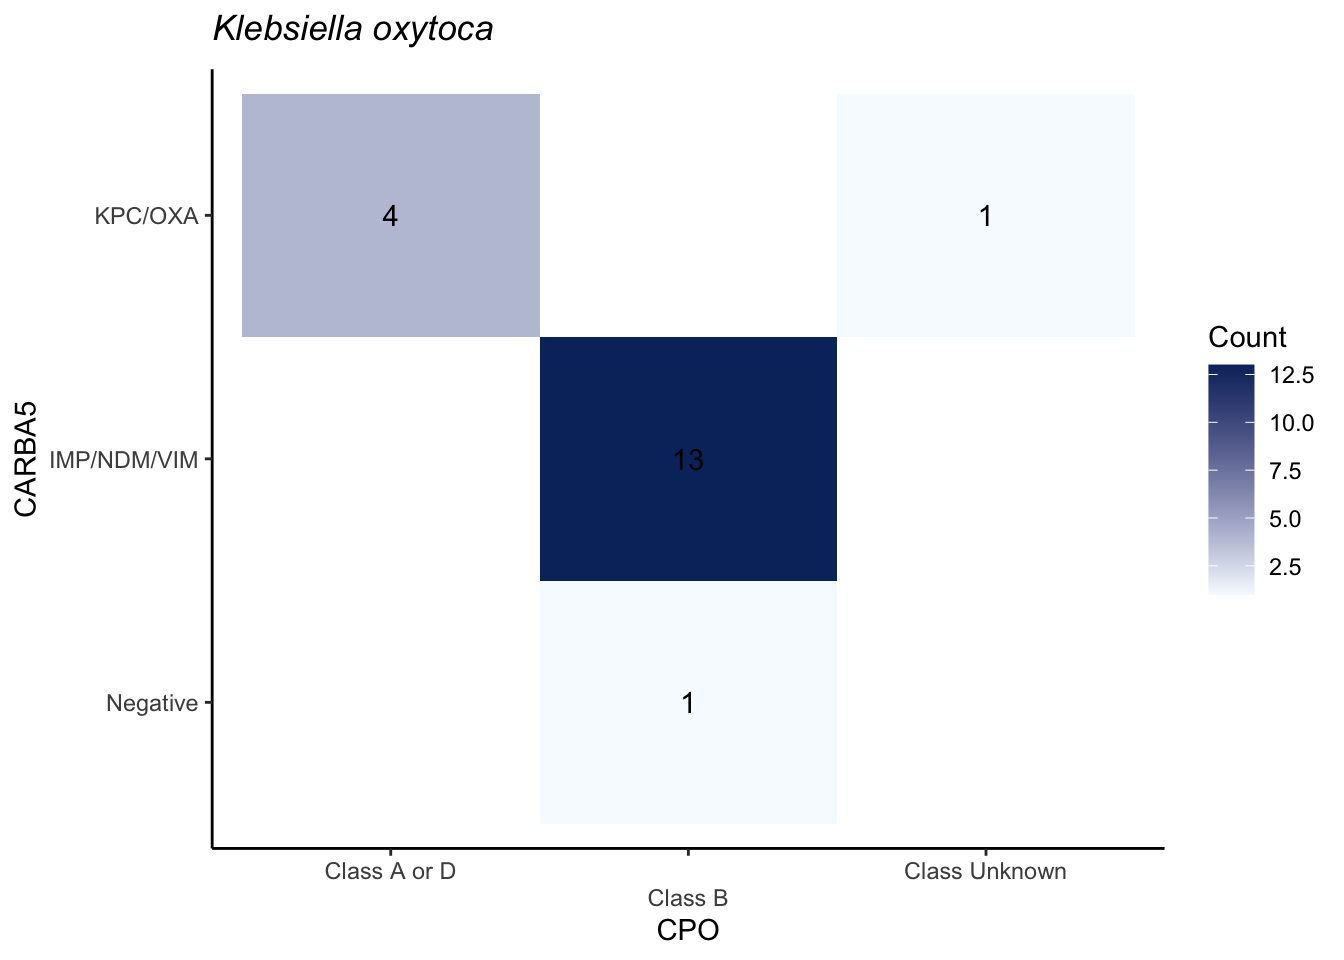 Klebsiella oxytoca
CARBA5
KPC/OXA
IMP/NDM/VIM
Negative
4
1
13
1
Class A or D
Class B
Class Unknown
CPO
Count
12.5
10.0
7.5
5.0
2.5